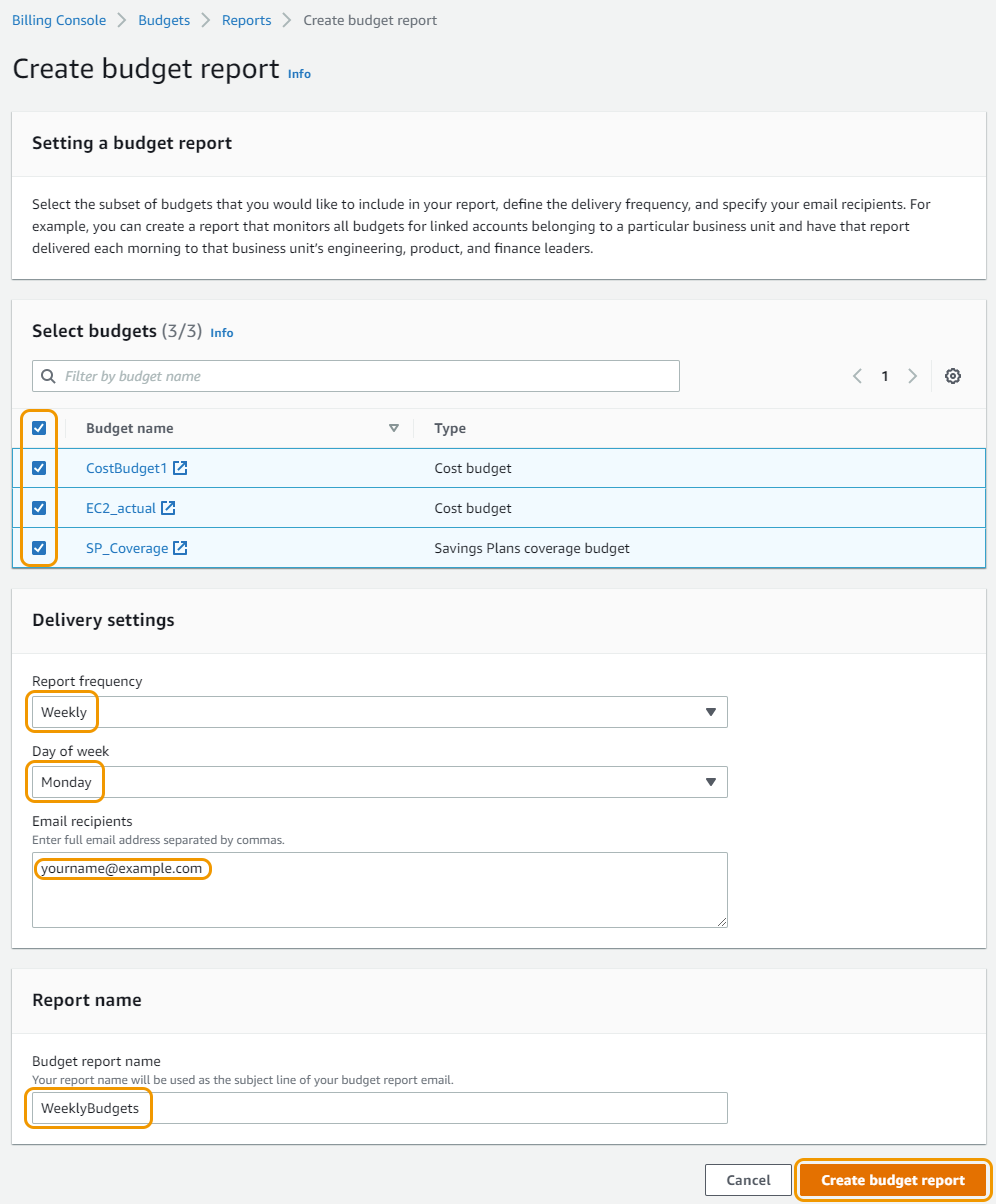 Billing Console > Budgets > Reports > Create budget report
Create budget report Info
Setting a budget report
Select the subset of budgets that you would like to include in your report, define the delivery frequency, and specify your email recipients. For
example, you can create a report that monitors all budgets for linked accounts belonging to a particular business unit and have that report
delivered each morning to that business unit's engineering, product, and finance leaders.
Select budgets (3/3) Info
Filter by budget name
1
Budget name Type
CostBudget1 Cost budget
EC2_actual Cost budget
SP_Coverage Savings Plans coverage budget
Delivery settings
Report frequency
Weekly
Day of week
Monday
Email recipients
Enter full email address separated by commas.
yourname@example.com
Report name
Budget report name
Your report name will be used as the subject line of your budget report email.
WeeklyBudgets
Cancel Create budget report